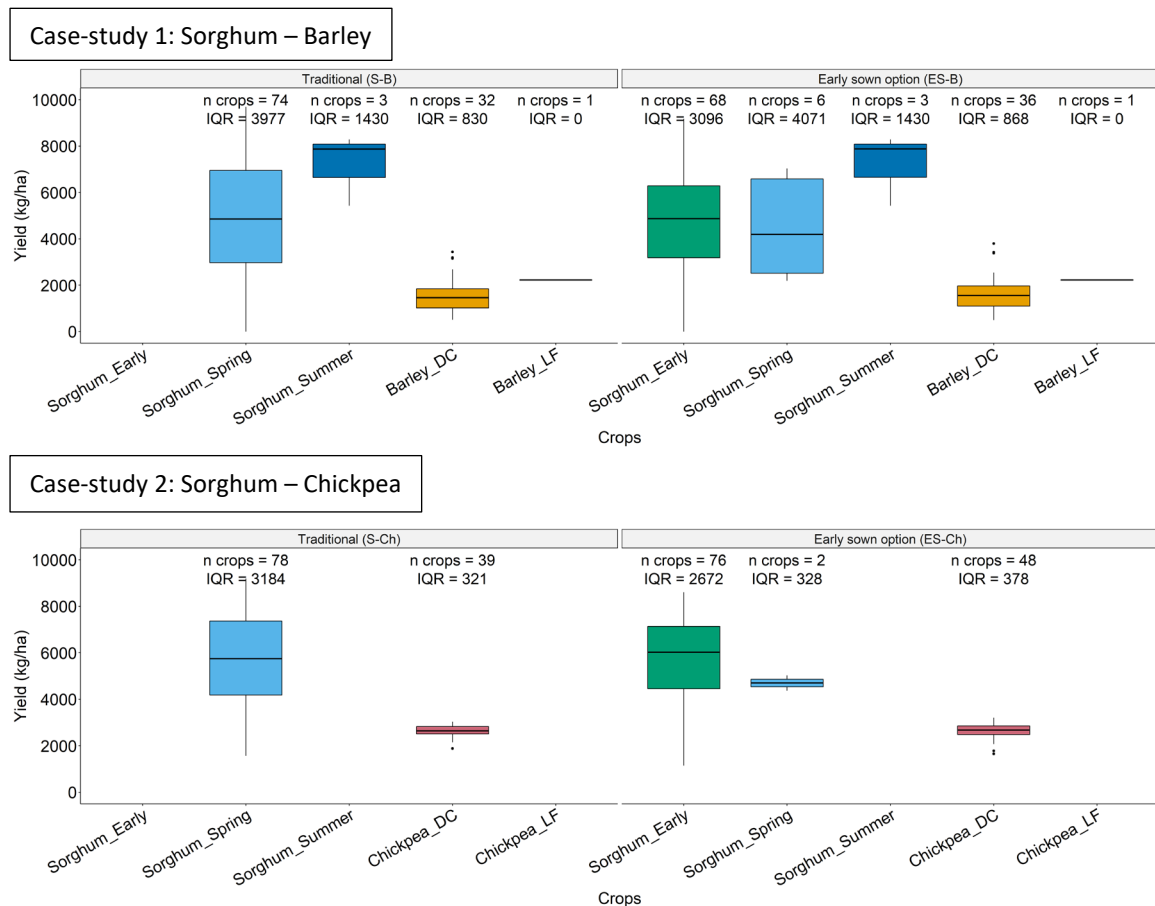 Case-study 1: Sorghum – Barley
Traditional (S-B)
Early sown option (ES-B)
n crops = 74 n crops = 3 n crops = 32 n crops = 1
IQR = 3977 IQR = 1430 IQR = 830 IQR = 0
n crops = 68 n crops = 6 n crops = 3 n crops = 36 n crops = 1
IQR = 3096 IQR = 4071 IQR = 1430 IQR = 868 IQR = 0
Yield (kg/ha)
10000
8000
6000
4000
2000
0
Sorghum_Early
Sorghum_Spring
Sorghum_Summer
Barley_DC
Barley_LF
Sorghum_Early
Sorghum_Spring
Sorghum_Summer
Barley_DC
Barley_LF
Crops
Case-study 2: Sorghum – Chickpea
Traditional (S-Ch)
Early sown option (ES-Ch)
n crops = 78 n crops = 39
IQR = 3184 IQR = 321
n crops = 76 n crops = 2 n crops = 48
IQR = 2672 IQR = 328 IQR = 378
Yield (kg/ha)
10000
8000
6000
4000
2000
0
Sorghum_Early
Sorghum_Spring
Sorghum_Summer
Chickpea_DC
Chickpea_LF
Sorghum_Early
Sorghum_Spring
Sorghum_Summer
Chickpea_DC
Chickpea_LF
Crops